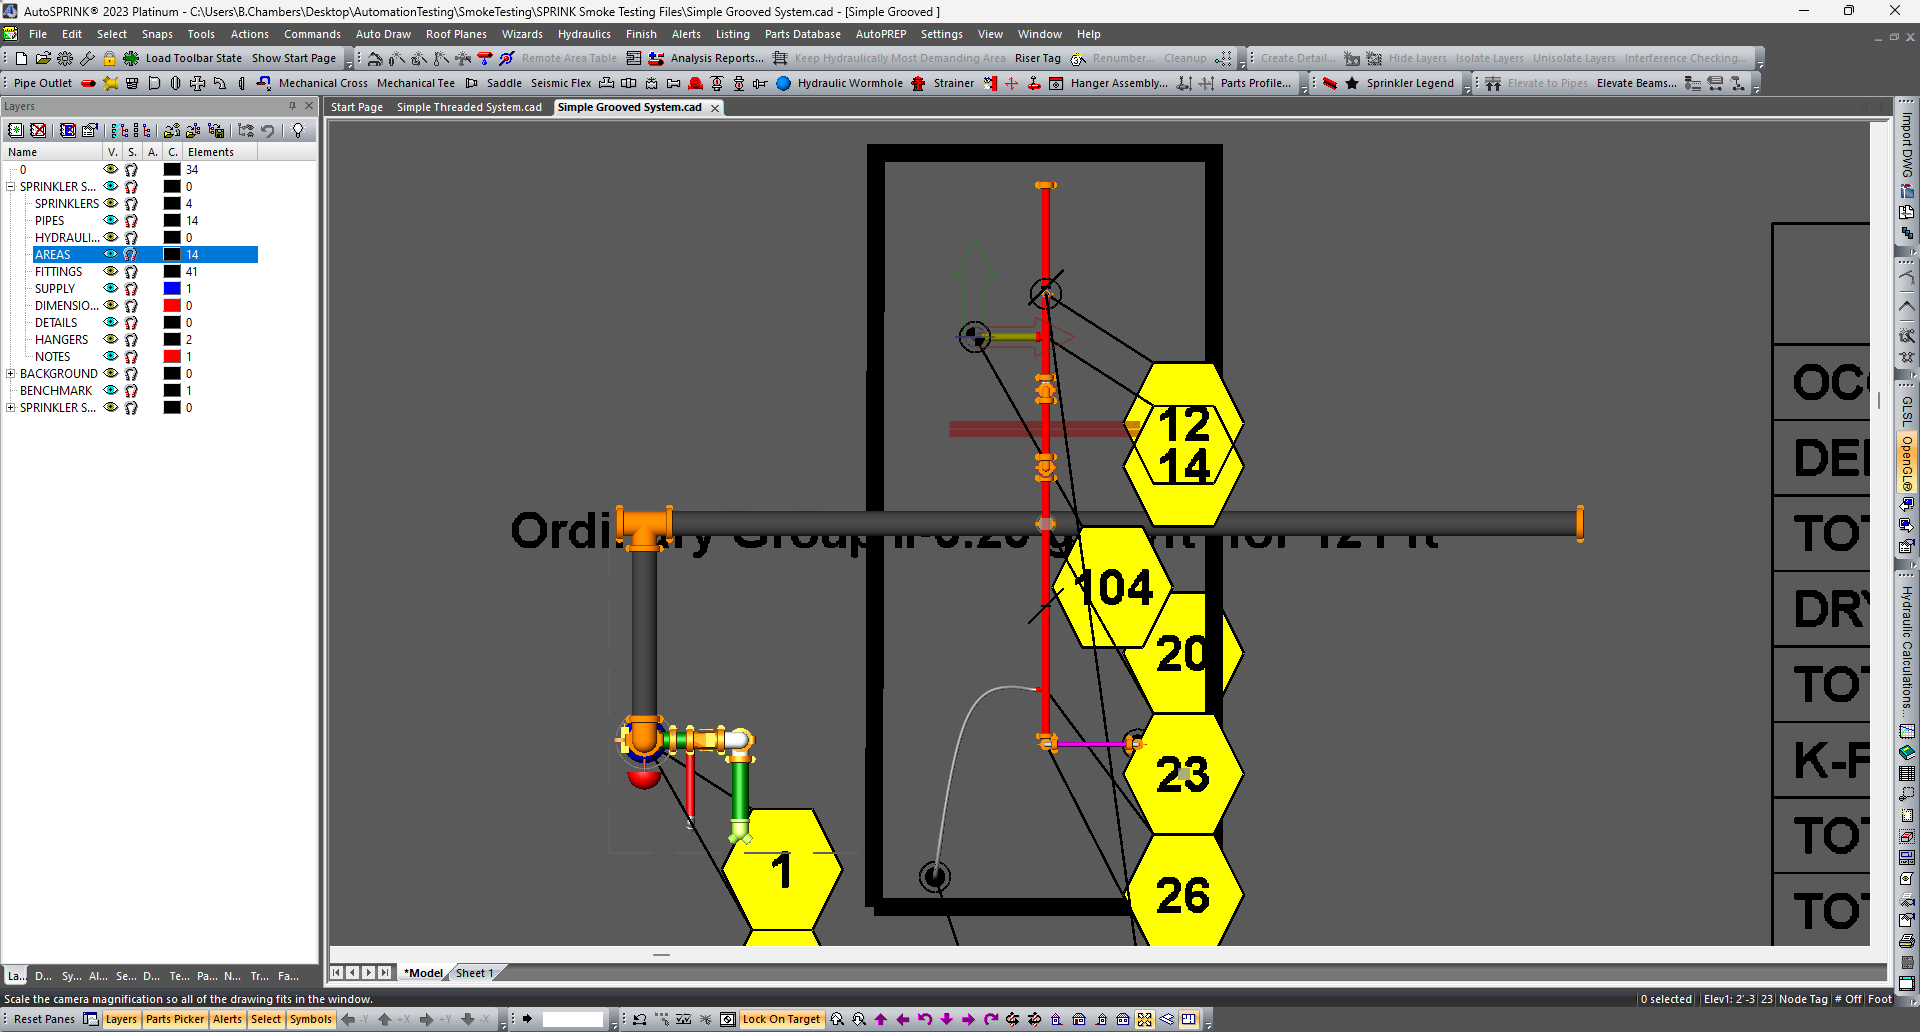 AutoSPRINK® 2023 Platinum - C:\Users\B.Chambers\Desktop\AutomationTesting\SmokeTesting\SPRINK Smoke Testing Files\Simple Grooved System.cad - [Simple Grooved ]
File Edit Select Snaps Tools Actions Commands Auto Draw Roof Planes Wizards Hydraulics Finish Alerts Listing Parts Database AutoPREP Settings View Window Help
Load Toolbar State Show Start Page Remote Area Table Analysis Reports... Keep Hydraulically Most Demanding Area Riser Tag Renumber... Cleanup Create Detail... Hide Layers Isolate Layers Unisolate Layers Interference Checking...
Pipe Outlet Mechanical Cross Mechanical Tee Saddle Seismic Flex Hydraulic Wormhole Strainer Hanger Assembly... Parts Profile... Sprinkler Legend Elevate to Pipes Elevate Beams...
Layers
Start Page Simple Threaded System.cad Simple Grooved System.cad
Name V. S. A. C. Elements
0 34
SPRINKLER S... 0
SPRINKLERS 4
PIPES 14
HYDRAULI... 0
AREAS 14
FITTINGS 41
SUPPLY 1
DIMENSIO... 0
DETAILS 0
HANGERS 2
NOTES 1
BACKGROUND 0
BENCHMARK 1
SPRINKLER S... 0
12
14
104
20
23
26
1
TOT
TOT
TOT
TOT
Import DWG
GLSL
OpenGL®
Hydraulic Calculations...
La... D... Sy... Al... Se... D... Te... Pa... N... Tr... Fa...
*Model Sheet 1
Scale the camera magnification so all of the drawing fits in the window.
0 selected Elev1: 2'-3 23 Node Tag # Off Foot
Reset Panes Layers Parts Picker Alerts Select Symbols -Y +X +Y -X Lock On Target